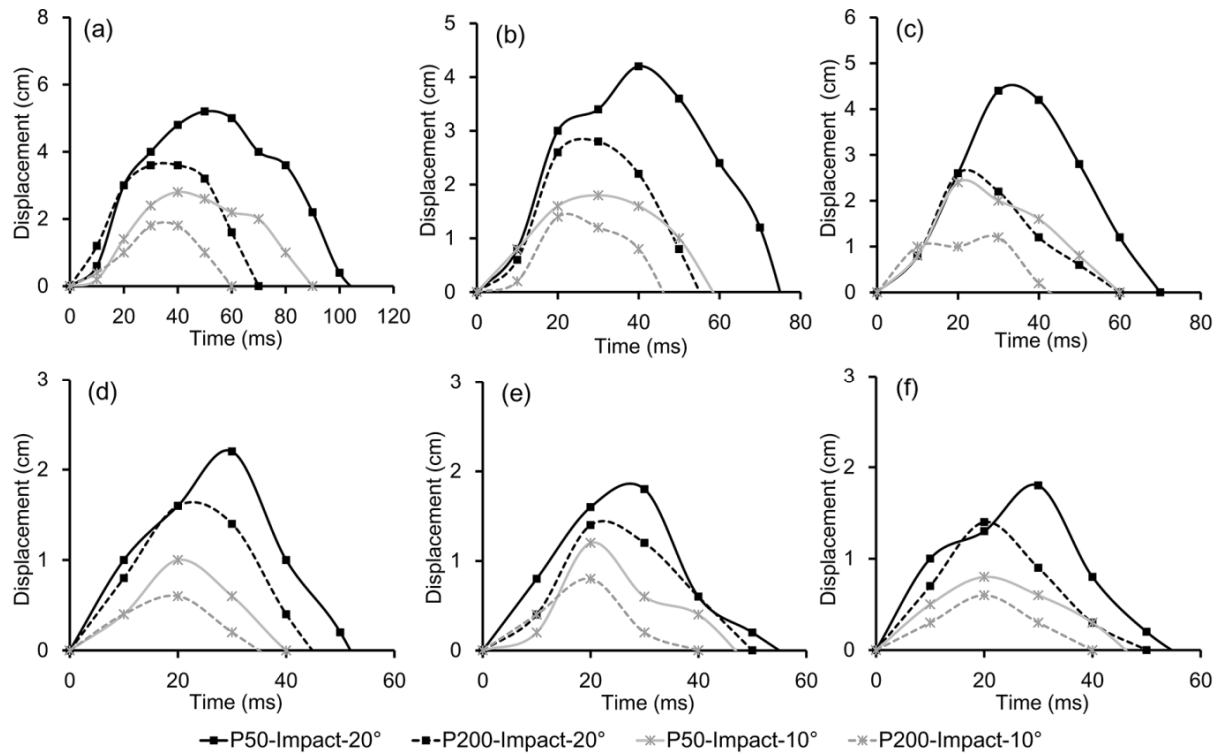 (a)
8
6
4
2
0
Displacement (cm)
0 20 40 60 80 100 120
Time (ms)
(b)
5
4
3
2
1
0
Displacement (cm)
0 20 40 60 80
Time (ms)
(c)
6
5
4
3
2
1
0
Displacement (cm)
0 20 40 60 80
Time (ms)
(d)
3
2
1
0
Displacement (cm)
0 20 40 60
Time (ms)
(e)
3
2
1
0
Displacement (cm)
0 20 40 60
Time (ms)
(f)
3
2
1
0
Displacement (cm)
0 20 40 60
Time (ms)
P50-Impact-20° P200-Impact-20° P50-Impact-10° P200-Impact-10°